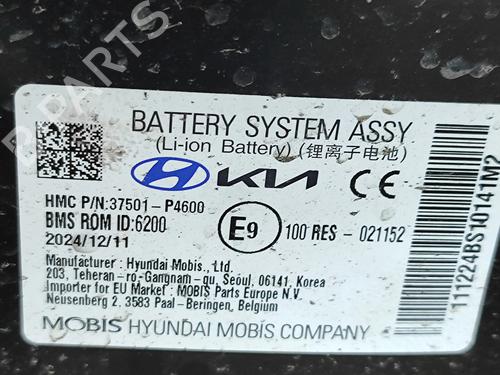 BATTERY SYSTEM ASSY
(Li-ion Battery) (锂离子电池)
HYUNDAI KIA CE
HMC P/N:37501-P4600
BMS ROM ID:6200
2024/12/11
E9 100 RES - 021152
Manufacturer : Hyundai Mobis., Ltd.
203, Teheran -ro,-Gangnam -gu, Seoul, 06141, Korea
Importer for EU Market : MOBIS Parts Europe N.V.
Neusenberg 2, 3583 Paal-Beringen, Belgium
MOBIS HYUNDAI MOBIS COMPANY
111224BS10141M2